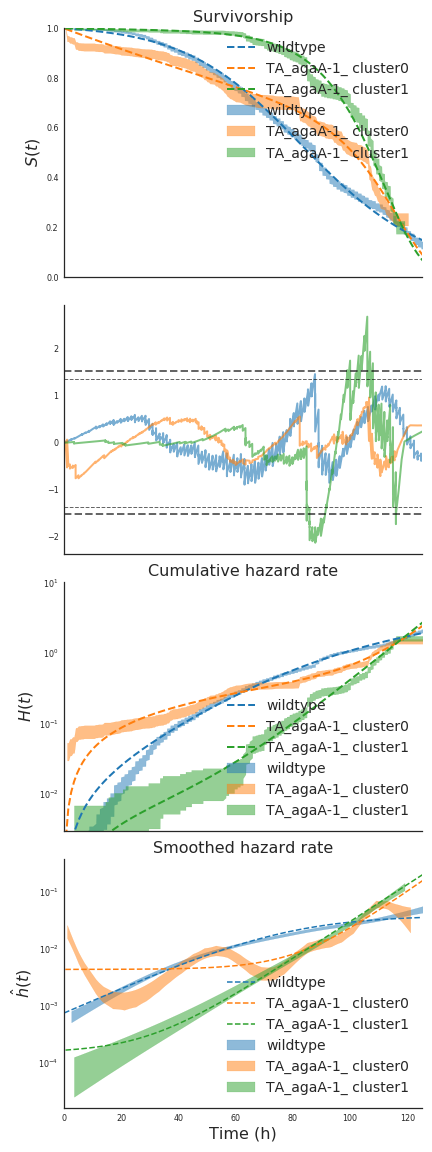 Survivorship
1.0
0.8
0.6
0.4
0.2
0.0
S(t)
wildtype
TA_agaA-1_ cluster0
TA_agaA-1_ cluster1
wildtype
TA_agaA-1_ cluster0
TA_agaA-1_ cluster1
2
1
0
−1
−2
Cumulative hazard rate
10¹
10⁰
10⁻¹
10⁻²
H(t)
wildtype
TA_agaA-1_ cluster0
TA_agaA-1_ cluster1
wildtype
TA_agaA-1_ cluster0
TA_agaA-1_ cluster1
Smoothed hazard rate
10⁻¹
10⁻²
10⁻³
10⁻⁴
ĥ(t)
wildtype
TA_agaA-1_ cluster0
TA_agaA-1_ cluster1
wildtype
TA_agaA-1_ cluster0
TA_agaA-1_ cluster1
0 20 40 60 80 100 120
Time (h)